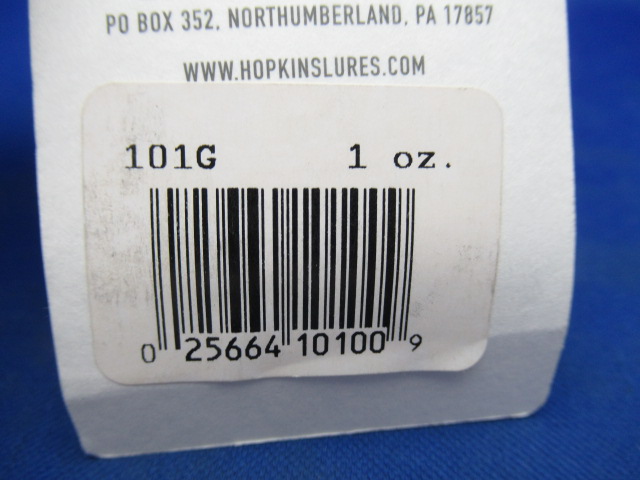 PO BOX 352, NORTHUMBERLAND, PA 17857
WWW.HOPKINSLURES.COM
101G 1 oz.
0 25664 10100 9